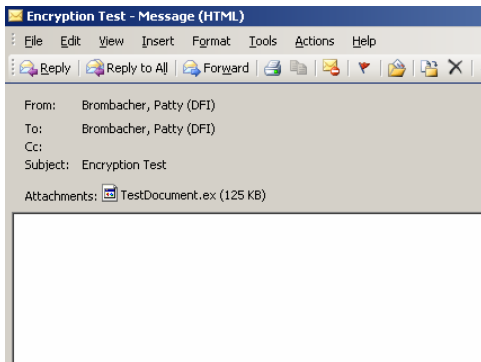 Encryption Test - Message (HTML)
File Edit View Insert Format Tools Actions Help
Reply Reply to All Forward
From: Brombacher, Patty (DFI)
To: Brombacher, Patty (DFI)
Cc:
Subject: Encryption Test
Attachments: TestDocument.ex (125 KB)